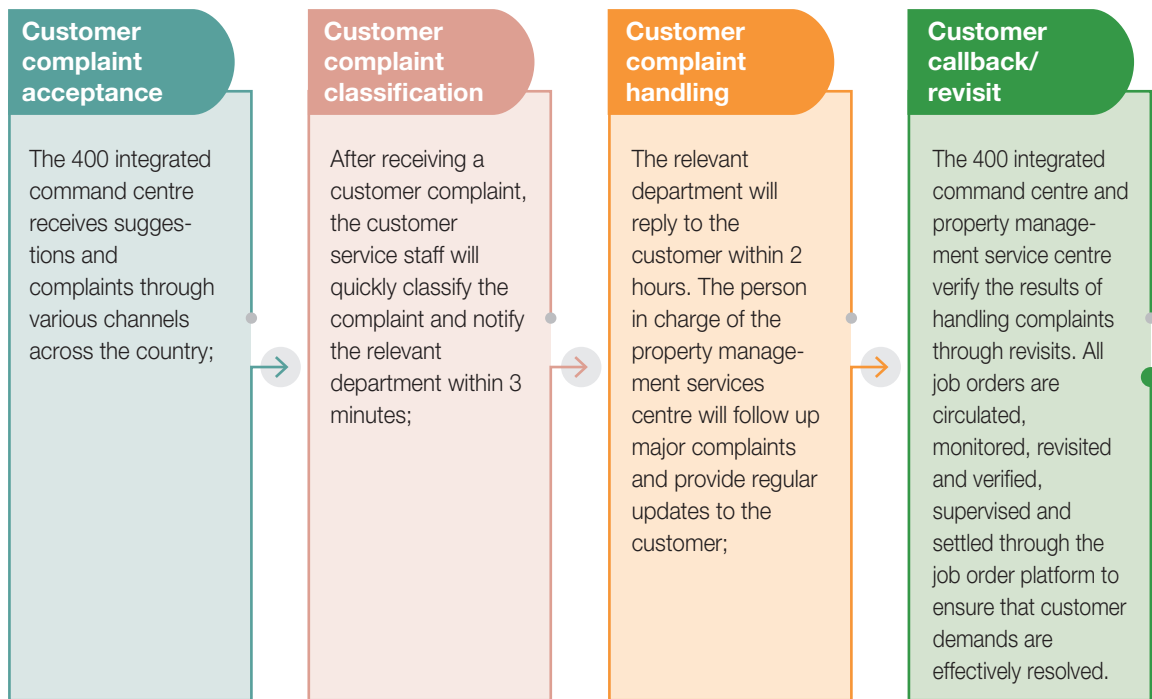 Customer
complaint
acceptance
The 400 integrated
command centre
receives sugges-
tions and
complaints through
various channels
across the country;
Customer
complaint
classification
After receiving a
customer complaint,
the customer
service staff will
quickly classify the
complaint and notify
the relevant
department within 3
minutes;
Customer
complaint
handling
The relevant
department will
reply to the
customer within 2
hours. The person
in charge of the
property manage-
ment services
centre will follow up
major complaints
and provide regular
updates to the
customer;
Customer
callback/
revisit
The 400 integrated
command centre and
property manage-
ment service centre
verify the results of
handling complaints
through revisits. All
job orders are
circulated,
monitored, revisited
and verified,
supervised and
settled through the
job order platform to
ensure that customer
demands are
effectively resolved.